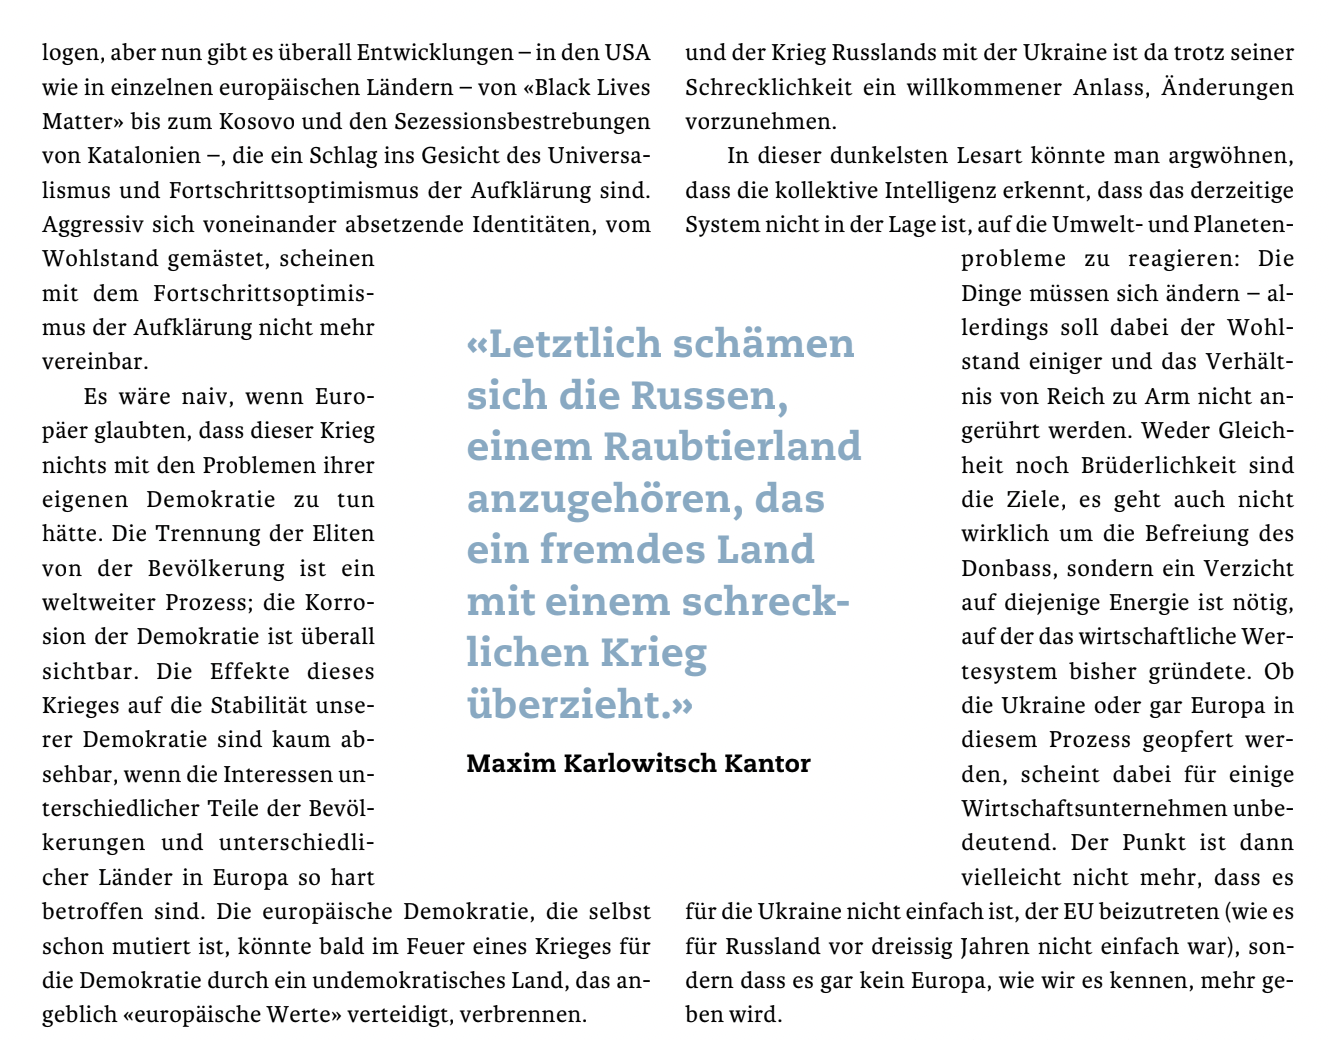 logen, aber nun gibt es überall Entwicklungen – in den USA
wie in einzelnen europäischen Ländern – von «Black Lives
Matter» bis zum Kosovo und den Sezessionsbestrebungen
von Katalonien –, die ein Schlag ins Gesicht des Universa-
lismus und Fortschrittsoptimismus der Aufklärung sind.
Aggressiv sich voneinander absetzende Identitäten, vom
Wohlstand gemästet, scheinen
mit dem Fortschrittsoptimis-
mus der Aufklärung nicht mehr
vereinbar.
Es wäre naiv, wenn Euro-
päer glaubten, dass dieser Krieg
nichts mit den Problemen ihrer
eigenen Demokratie zu tun
hätte. Die Trennung der Eliten
von der Bevölkerung ist ein
weltweiter Prozess; die Korro-
sion der Demokratie ist überall
sichtbar. Die Effekte dieses
Krieges auf die Stabilität unse-
rer Demokratie sind kaum ab-
sehbar, wenn die Interessen un-
terschiedlicher Teile der Bevöl-
kerungen und unterschiedli-
cher Länder in Europa so hart
betroffen sind. Die europäische Demokratie, die selbst
schon mutiert ist, könnte bald im Feuer eines Krieges für
die Demokratie durch ein undemokratisches Land, das an-
geblich «europäische Werte» verteidigt, verbrennen.
«Letztlich schämen
sich die Russen,
einem Raubtierland
anzugehören, das
ein fremdes Land
mit einem schreck-
lichen Krieg
überzieht.»
Maxim Karlowitsch Kantor
und der Krieg Russlands mit der Ukraine ist da trotz seiner
Schrecklichkeit ein willkommener Anlass, Änderungen
vorzunehmen.
In dieser dunkelsten Lesart könnte man argwöhnen,
dass die kollektive Intelligenz erkennt, dass das derzeitige
System nicht in der Lage ist, auf die Umwelt- und Planeten-
probleme zu reagieren: Die
Dinge müssen sich ändern – al-
lerdings soll dabei der Wohl-
stand einiger und das Verhält-
nis von Reich zu Arm nicht an-
gerührt werden. Weder Gleich-
heit noch Brüderlichkeit sind
die Ziele, es geht auch nicht
wirklich um die Befreiung des
Donbass, sondern ein Verzicht
auf diejenige Energie ist nötig,
auf der das wirtschaftliche Wer-
tesystem bisher gründete. Ob
die Ukraine oder gar Europa in
diesem Prozess geopfert wer-
den, scheint dabei für einige
Wirtschaftsunternehmen unbe-
deutend. Der Punkt ist dann
vielleicht nicht mehr, dass es
für die Ukraine nicht einfach ist, der EU beizutreten (wie es
für Russland vor dreissig Jahren nicht einfach war), son-
dern dass es gar kein Europa, wie wir es kennen, mehr ge-
ben wird.